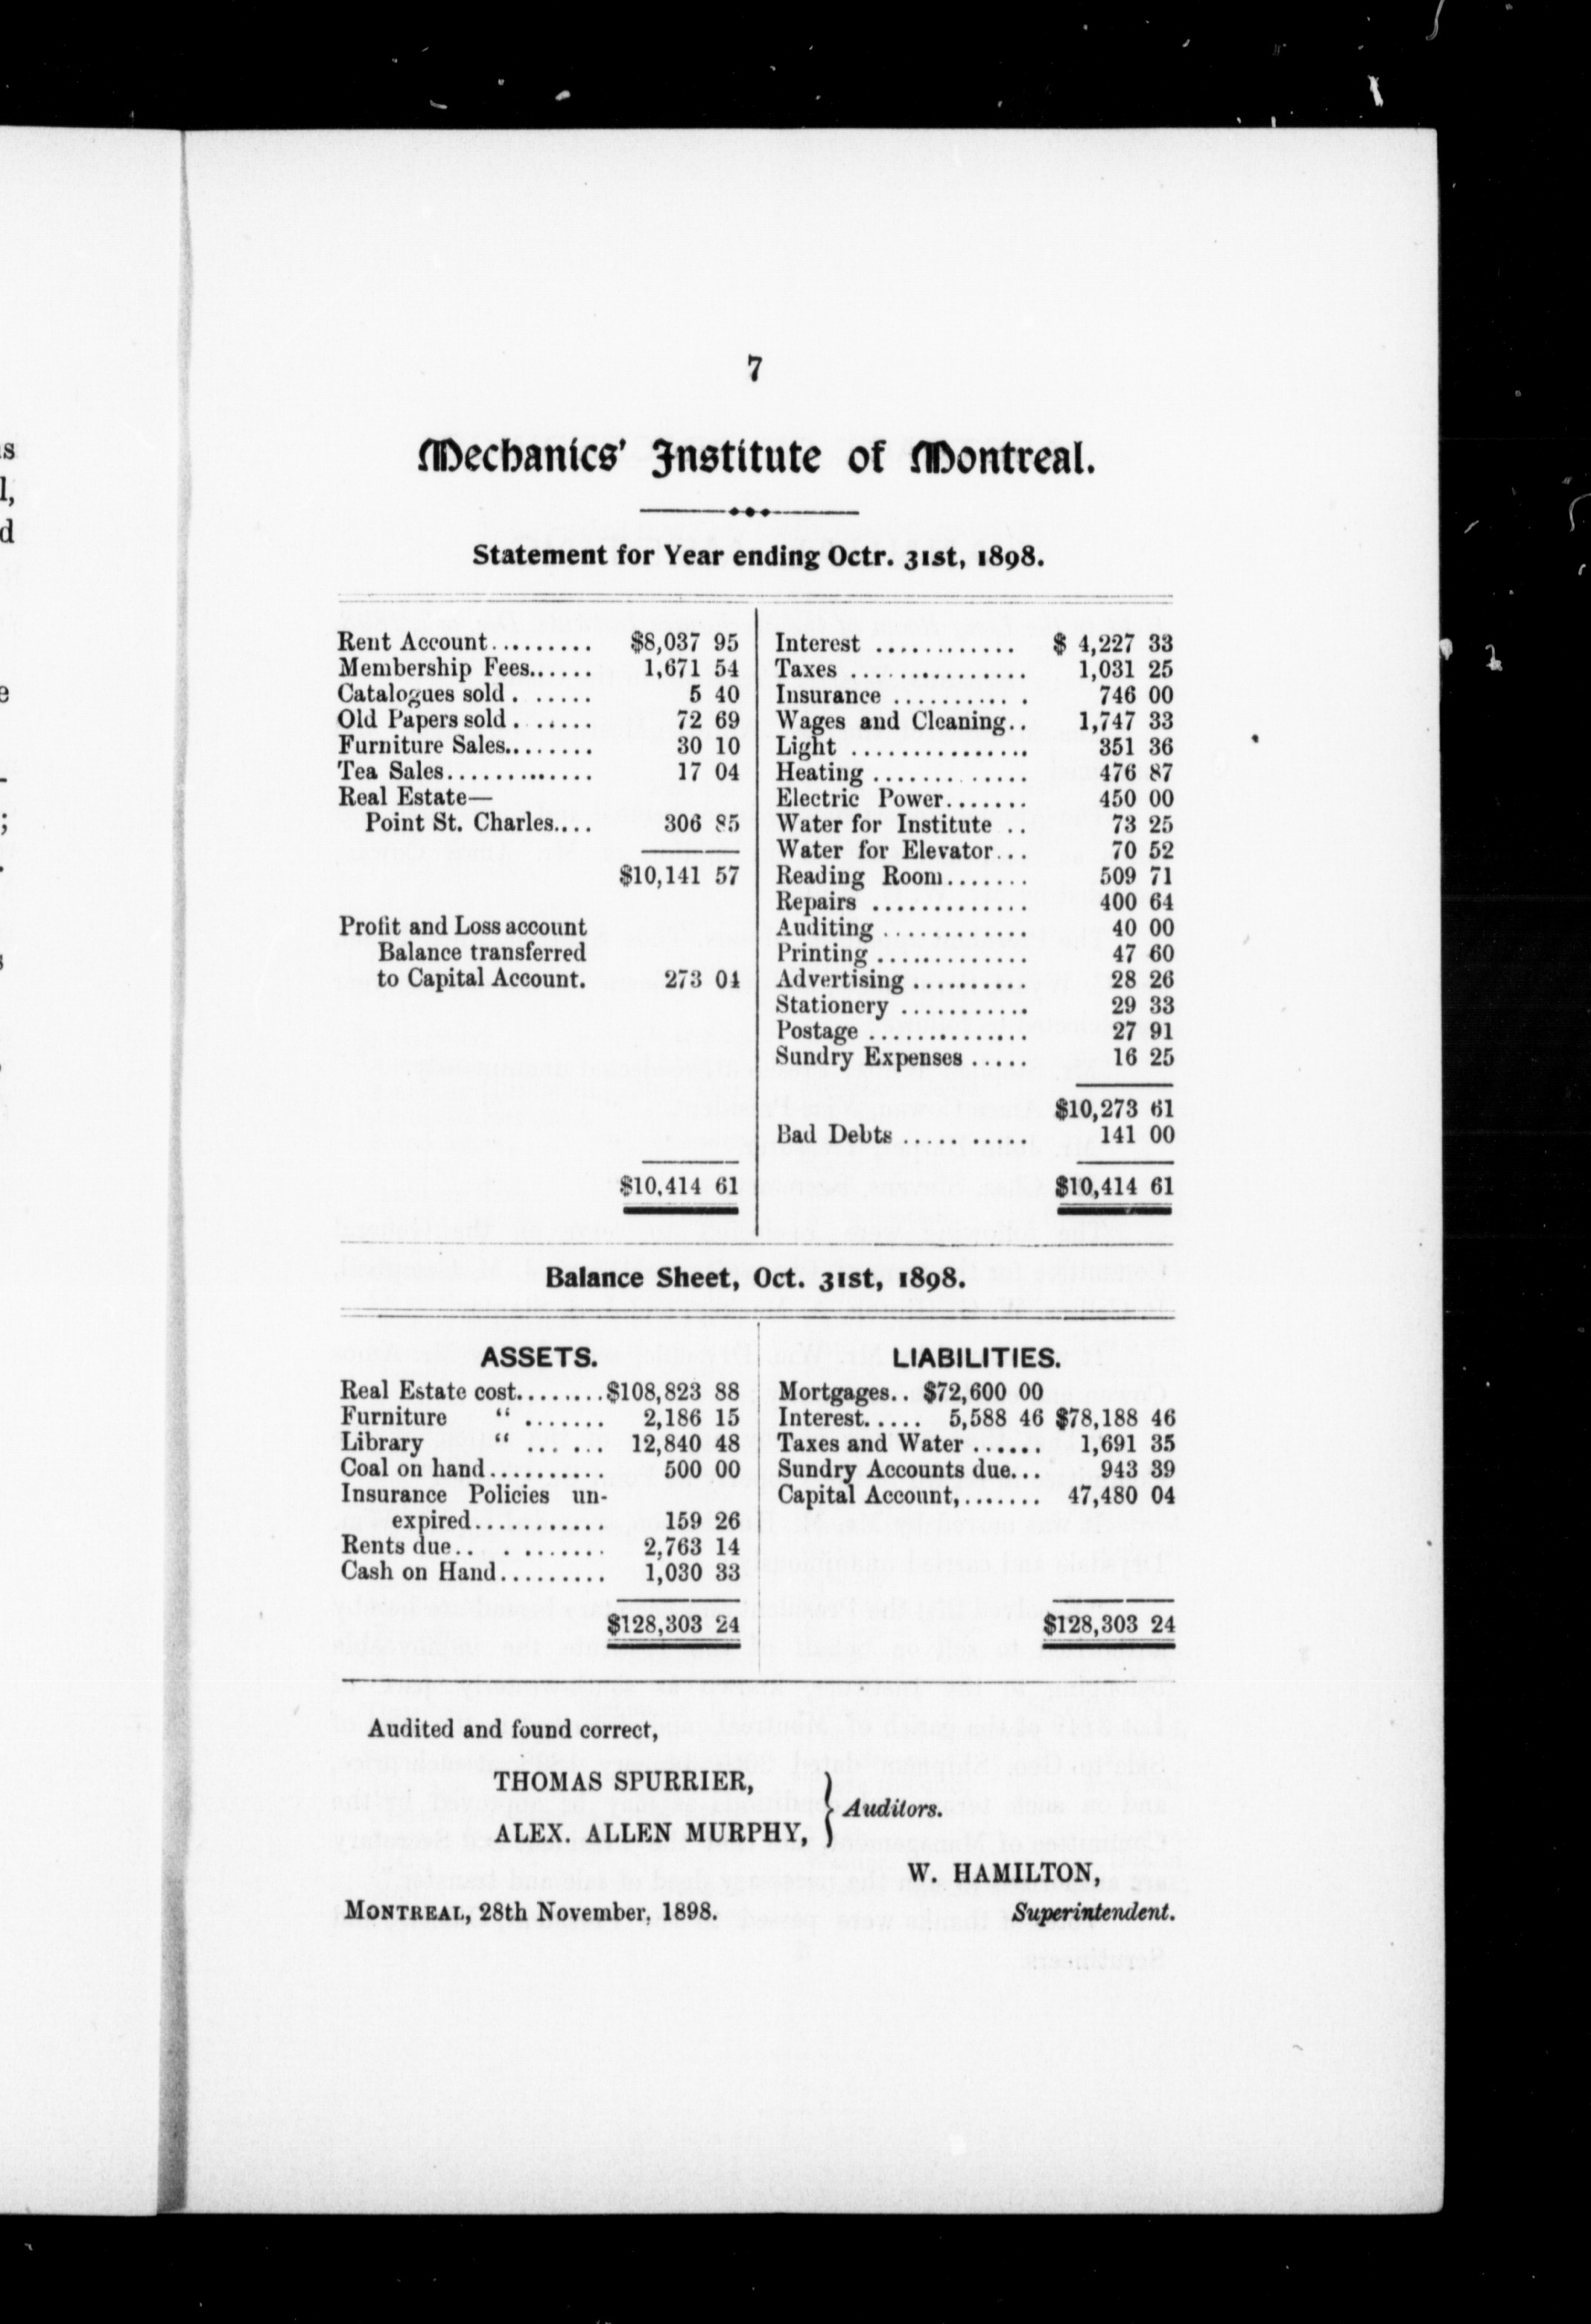 7
Mechanics' Institute of Montreal.
Statement for Year ending Octr. 31st, 1898.
Rent Account......... $8,037 95
Membership Fees...... 1,671 54
Catalogues sold. ...... 5 40
Old Papers sold. ...... 72 69
Furniture Sales........ 30 10
Tea Sales............ 17 04
Real Estate—
Point St. Charles.... 306 85
$10,141 57
Profit and Loss account
Balance transferred
to Capital Account. 273 04
$10,414 61
Interest ............ $ 4,227 33
Taxes ............... 1,031 25
Insurance .......... . 746 00
Wages and Cleaning.. 1,747 33
Light ............... 351 36
Heating ............. 476 87
Electric Power....... 450 00
Water for Institute .. 73 25
Water for Elevator... 70 52
Reading Room....... 509 71
Repairs ............. 400 64
Auditing ............ 40 00
Printing ............. 47 60
Advertising .......... 28 26
Stationery ........... 29 33
Postage .............. 27 91
Sundry Expenses ..... 16 25
$10,273 61
Bad Debts ..... ..... 141 00
$10,414 61
Balance Sheet, Oct. 31st, 1898.
ASSETS.
Real Estate cost........$108,823 88
Furniture “ ....... 2,186 15
Library “ ... ... 12,840 48
Coal on hand.......... 500 00
Insurance Policies un-
expired........... 159 26
Rents due.. . ........ 2,763 14
Cash on Hand......... 1,030 33
$128,303 24
LIABILITIES.
Mortgages.. $72,600 00
Interest..... 5,588 46 $78,188 46
Taxes and Water ...... 1,691 35
Sundry Accounts due... 943 39
Capital Account,....... 47,480 04
$128,303 24
Audited and found correct,
THOMAS SPURRIER,
ALEX. ALLEN MURPHY, } Auditors.
W. HAMILTON,
MONTREAL, 28th November, 1898. Superintendent.